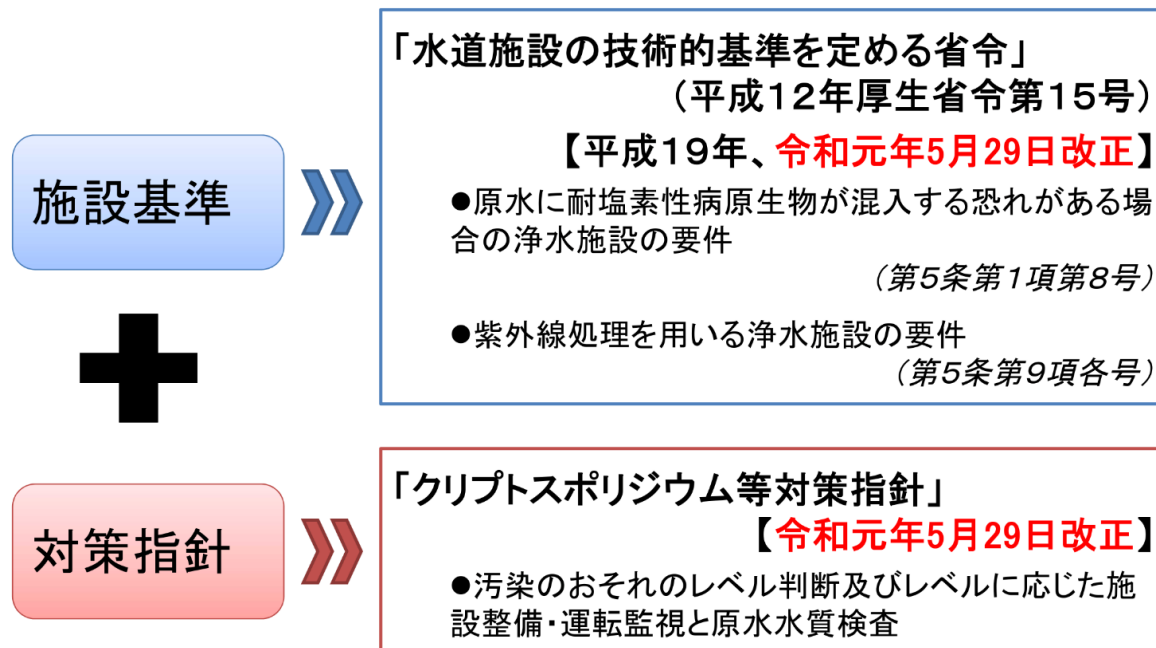 「水道施設の技術的基準を定める省令」
（平成１２年厚生省令第１５号）
【平成１９年、令和元年5月29日改正】
施設基準
●原水に耐塩素性病原生物が混入する恐れがある場
合の浄水施設の要件
（第５条第１項第８号）
●紫外線処理を用いる浄水施設の要件
（第５条第９項各号）
「クリプトスポリジウム等対策指針」
【令和元年5月29日改正】
対策指針
●汚染のおそれのレベル判断及びレベルに応じた施
設整備・運転監視と原水水質検査